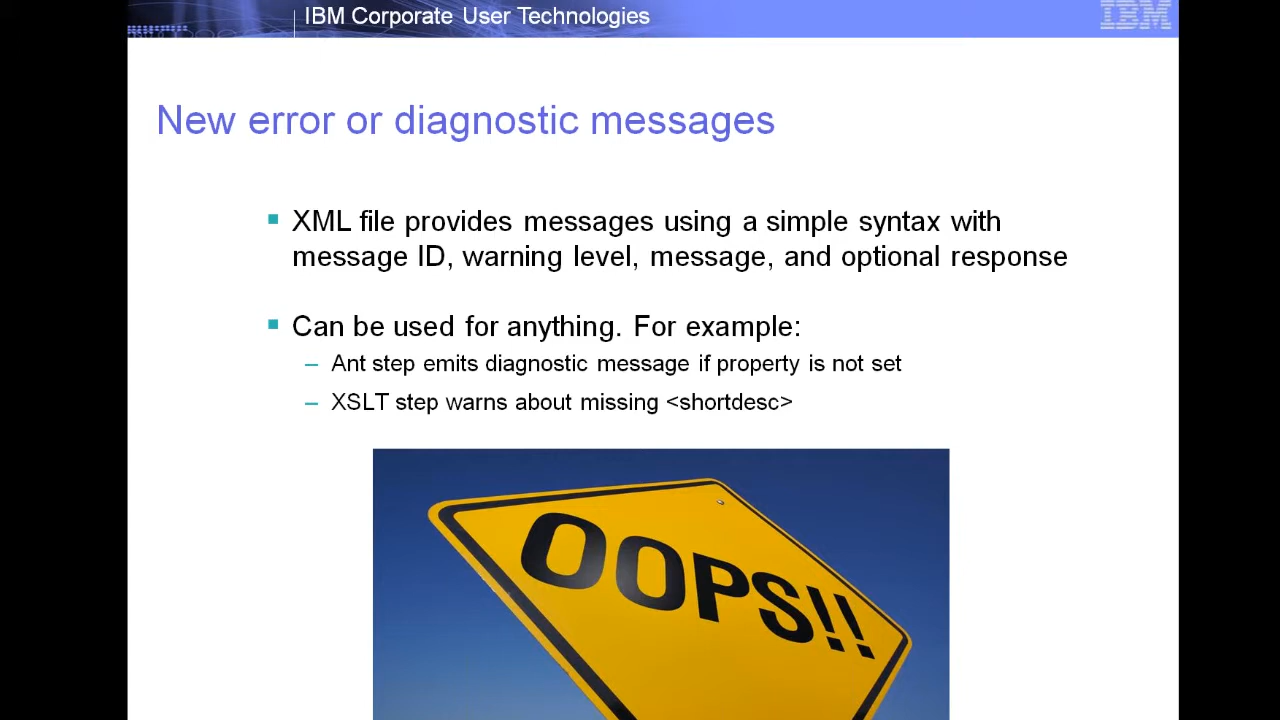 IBM Corporate User Technologies
IBM
New error or diagnostic messages
▪ XML file provides messages using a simple syntax with
message ID, warning level, message, and optional response
▪ Can be used for anything. For example:
– Ant step emits diagnostic message if property is not set
– XSLT step warns about missing <shortdesc>
OOPS!!